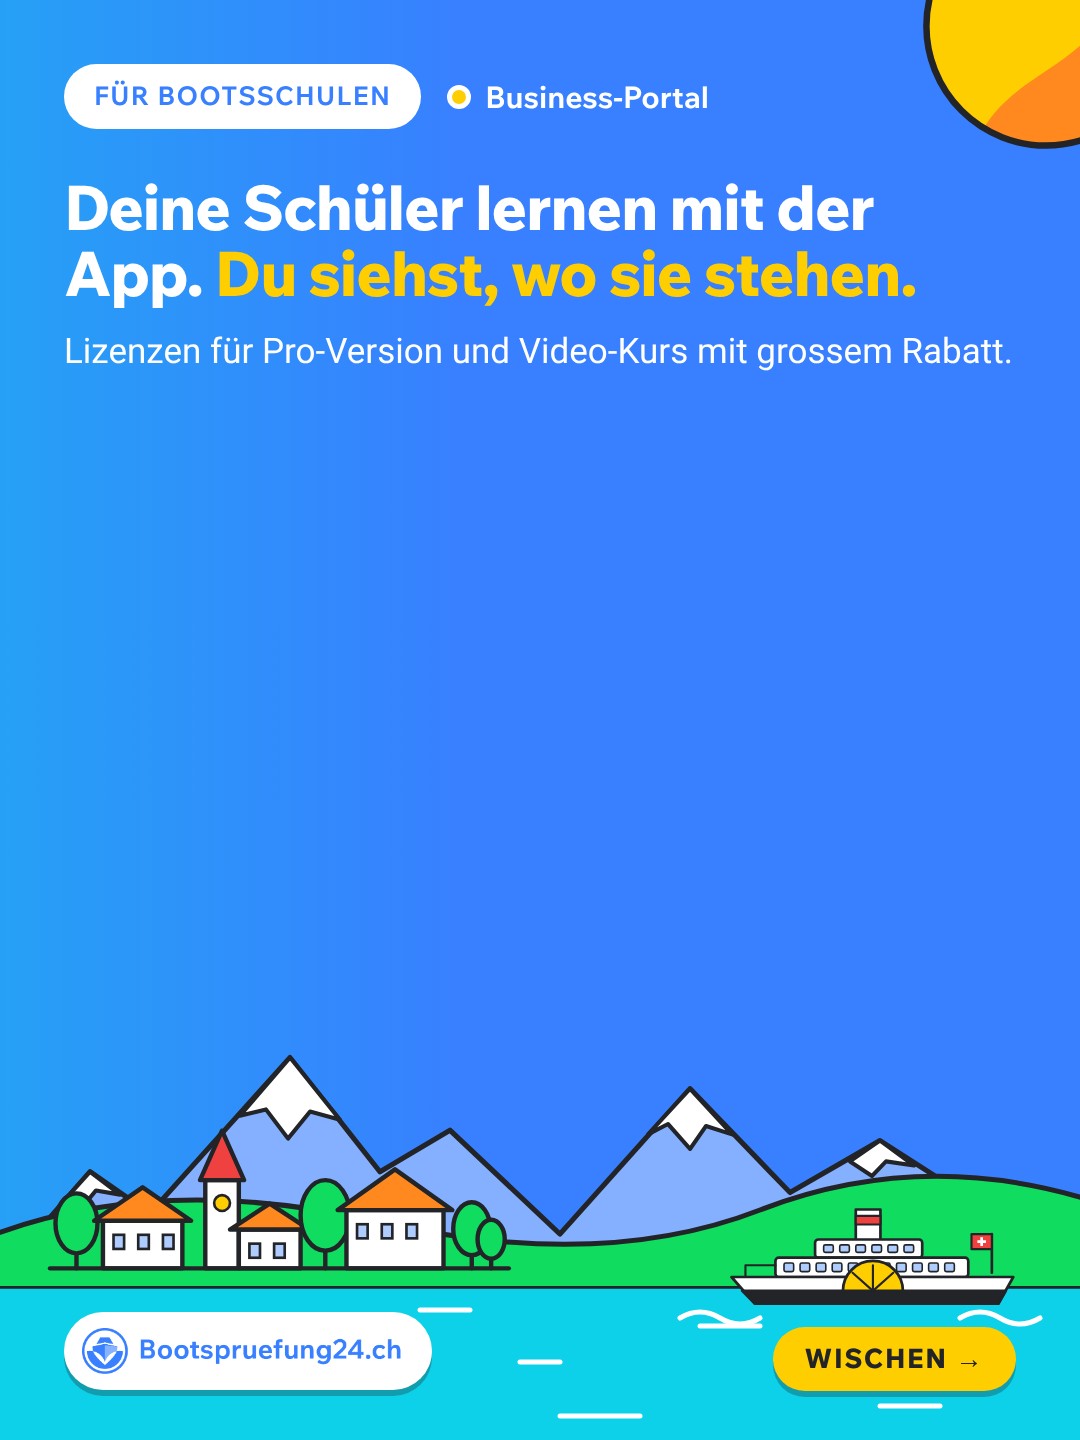 FÜR BOOTSSCHULEN
Business-Portal
Deine Schüler lernen mit der
App. Du siehst, wo sie stehen.
Lizenzen für Pro-Version und Video-Kurs mit grossem Rabatt.
Bootspruefung24.ch
WISCHEN →